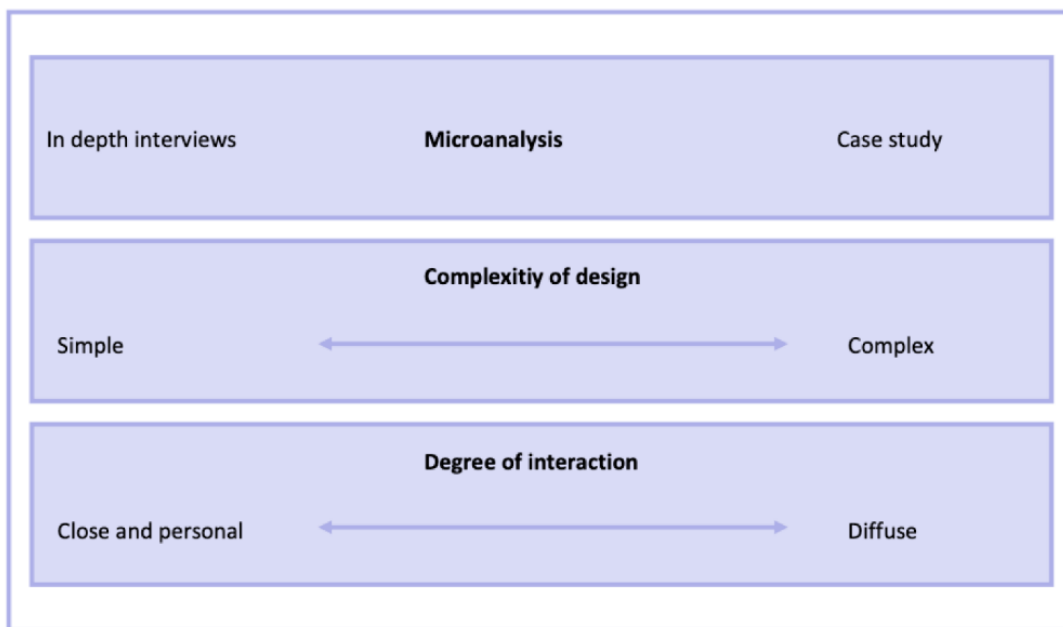 In depth interviews Microanalysis Case study
Complexitiy of design
Simple Complex
Degree of interaction
Close and personal Diffuse